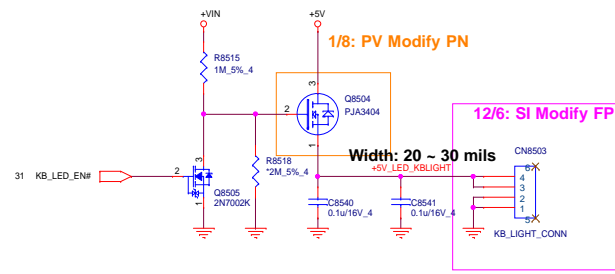 +VIN
+5V
1/8: PV Modify PN
R8515
1M_5%_4
3
Q8504
PJA3404
2
1
12/6: SI Modify FP
Width: 20 ~ 30 mils
+5V_LED_KBLIGHT
CN8503
31 KB_LED_EN#
2
3
1
Q8505
2N7002K
R8518
*2M_5%_4
C8540
0.1u/16V_4
C8541
0.1u/16V_4
6
4
3
2
1
5
KB_LIGHT_CONN